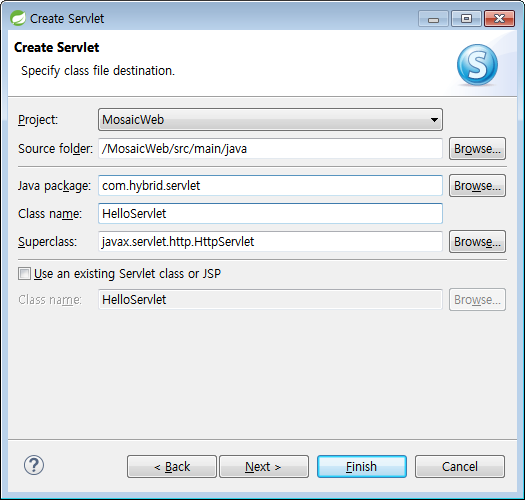 Create Servlet
Create Servlet
Specify class file destination.
S
Project: MosaicWeb
Source folder: /MosaicWeb/src/main/java Browse...
Java package: com.hybrid.servlet Browse...
Class name: HelloServlet
Superclass: javax.servlet.http.HttpServlet Browse...
Use an existing Servlet class or JSP
Class name: HelloServlet Browse...
? < Back Next > Finish Cancel